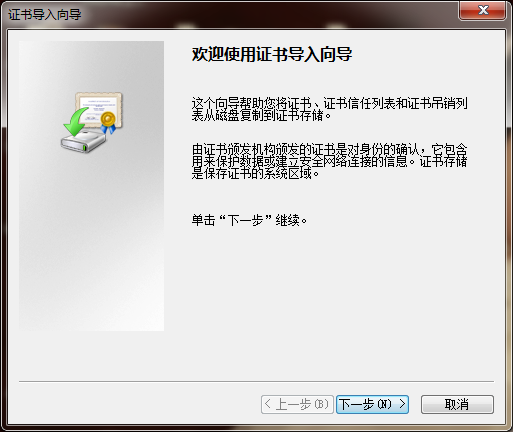 证书导入向导
欢迎使用证书导入向导
这个向导帮助您将证书、证书信任列表和证书吊销列
表从磁盘复制到证书存储。
由证书颁发机构颁发的证书是对身份的确认，它包含
用来保护数据或建立安全网络连接的信息。证书存储
是保存证书的系统区域。
单击“下一步”继续。
< 上一步(B) 下一步(N) > 取消